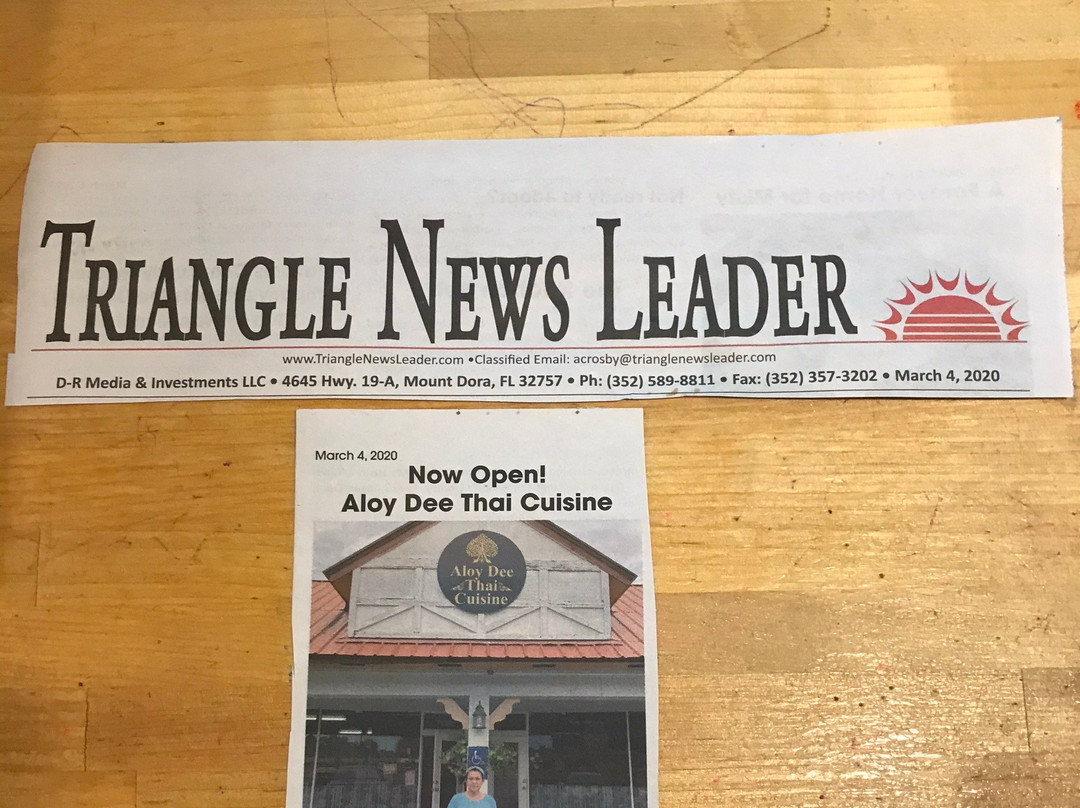 TRIANGLE NEWS LEADER
www.TriangleNewsLeader.com •Classified Email: acrosby@trianglenewsleader.com
D-R Media & Investments LLC • 4645 Hwy. 19-A, Mount Dora, FL 32757 • Ph: (352) 589-8811 • Fax: (352) 357-3202 • March 4, 2020
March 4, 2020
Now Open!
Aloy Dee Thai Cuisine
Aloy Dee
Thai
Cuisine